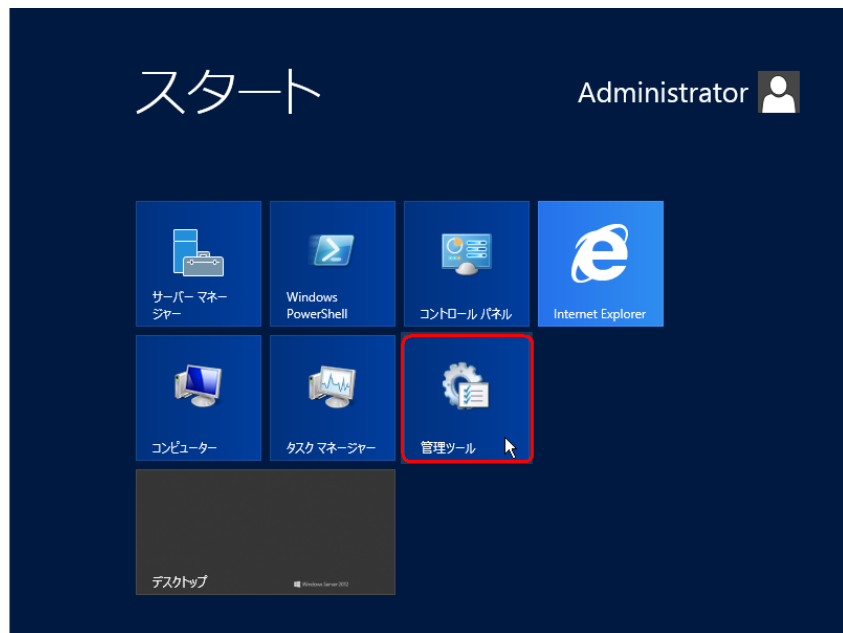 スタート
Administrator
サーバー マネー
ジャー
Windows
PowerShell
コントロール パネル
Internet Explorer
コンピューター
タスク マネージャー
管理ツール
デスクトップ
Windows Server 2012